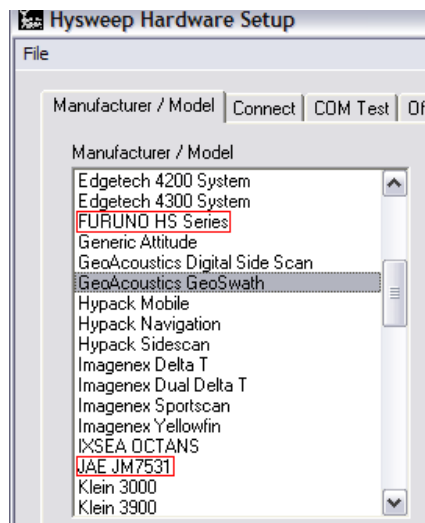 Hysweep Hardware Setup
File
Manufacturer / Model Connect COM Test Of
Manufacturer / Model
Edgetech 4200 System
Edgetech 4300 System
FURUNO HS Series
Generic Attitude
GeoAcoustics Digital Side Scan
GeoAcoustics GeoSwath
Hypack Mobile
Hypack Navigation
Hypack Sidescan
Imagenex Delta T
Imagenex Dual Delta T
Imagenex Sportscan
Imagenex Yellowfin
IXSEA OCTANS
JAE JM7531
Klein 3000
Klein 3900